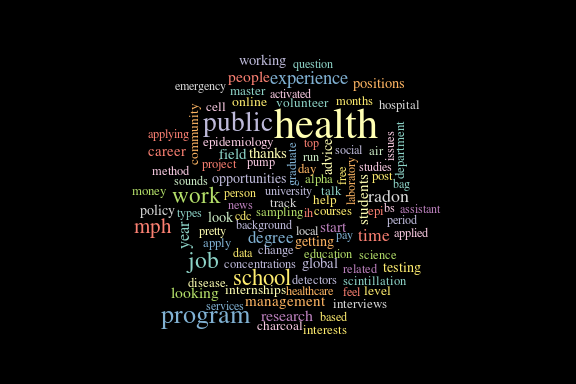 working
question
emergency
people
experience
positions
master
activated
community
cell
online
volunteer
months
hospital
public
health
applying
epidemiology
top
advice
social
air
issues
department
career
field
thanks
graduate
run
project
pump
day
free
laboratory
studies
post
method
sounds
opportunities
alpha
students
bag
money
work
person
university
talk
radon
types
news
track
help
policy
look
cdc
sampling
ih
courses
epi
bs
assistant
mph
year
pretty
background
local
start
period
apply
degree
getting
pay
time
applied
data
change
education
science
job
concentrations
global
related
testing
disease
school
detectors
scintillation
looking
internships
healthcare
feel
level
services
management
interviews
program
research
based
charcoal
interests